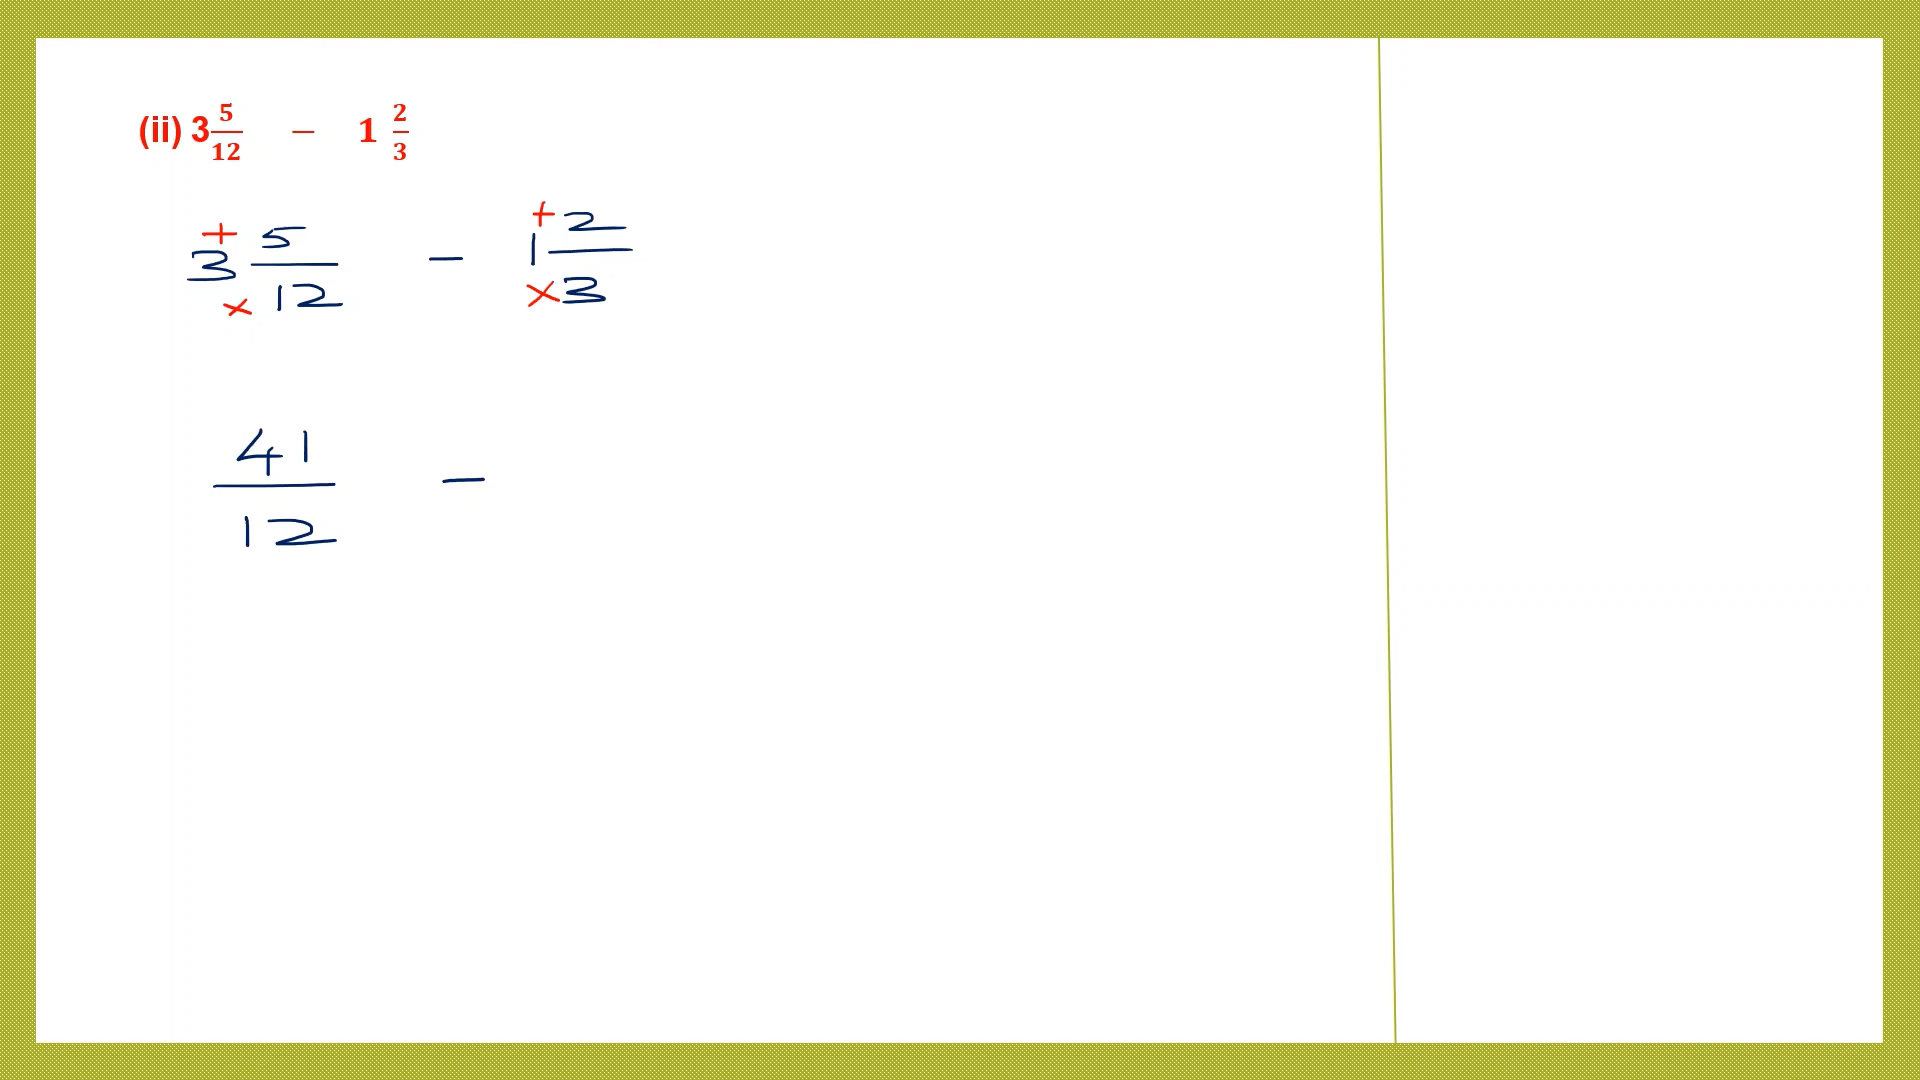 (ii) 3 5/12 − 1 2/3
+ 3 5/12 × − + 1 2/3 ×
41/12 −